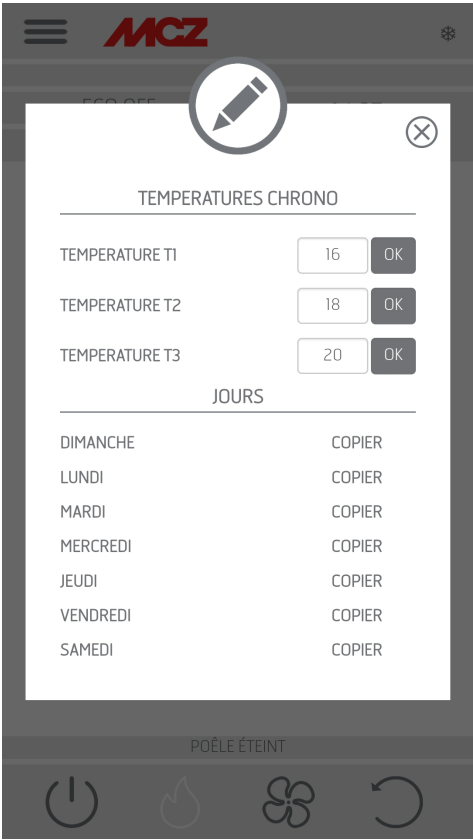 MCZ
TEMPERATURES CHRONO
TEMPERATURE T1 16 OK
TEMPERATURE T2 18 OK
TEMPERATURE T3 20 OK
JOURS
DIMANCHE COPIER
LUNDI COPIER
MARDI COPIER
MERCREDI COPIER
JEUDI COPIER
VENDREDI COPIER
SAMEDI COPIER
POÊLE ÉTEINT